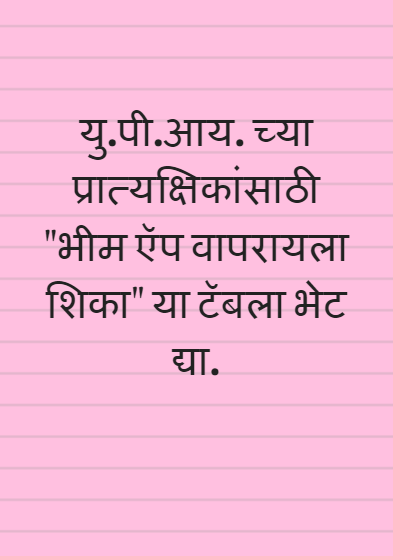 यु.पी.आय. च्या
प्रात्यक्षिकांसाठी
"भीम ऍप वापरायला
शिका" या टॅबला भेट
द्या.